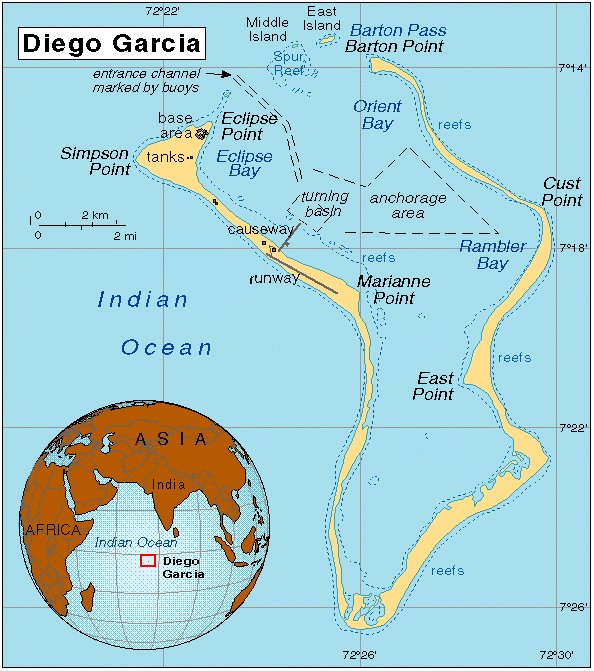 72°22'
Diego Garcia
Middle
Island
East
Island
Barton Pass
Barton Point
Spur
Reef
7°14'
entrance channel
marked by buoys
Orient
Bay
base
area
Eclipse
Point
reefs
Simpson
Point
tanks
Eclipse
Bay
turning
basin
anchorage
area
Cust
Point
0 2 km
0 2 mi
causeway
Rambler
Bay
7°18'
reefs
runway
Marianne
Point
Indian
Ocean
reefs
East
Point
7°22'
ASIA
India
AFRICA
Indian Ocean
Diego
Garcia
reefs
7°26'
72°26'
72°30'